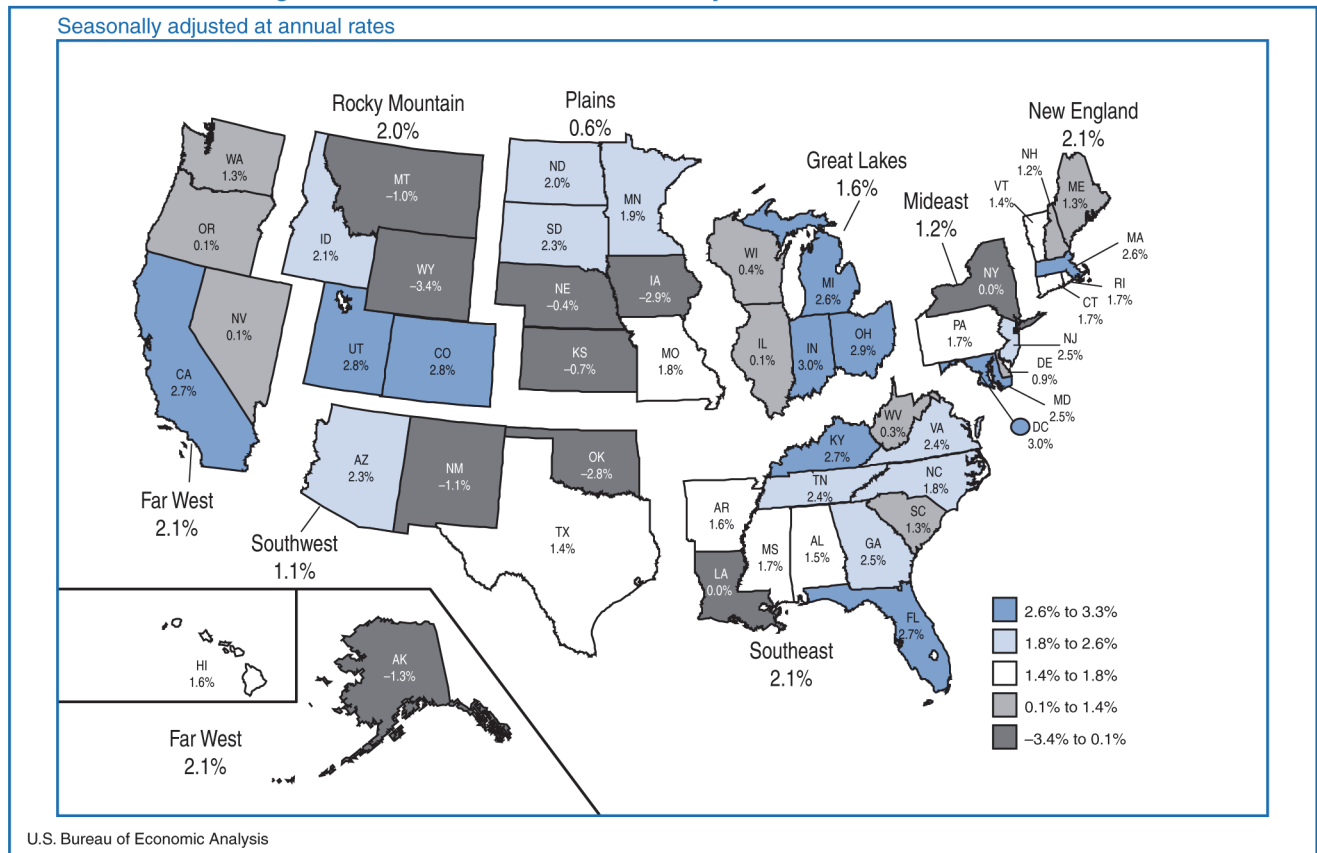 Seasonally adjusted at annual rates
Rocky Mountain
2.0%
Plains
0.6%
New England
2.1%
Great Lakes
1.6%
Mideast
1.2%
WA
1.3%
OR
0.1%
ID
2.1%
MT
−1.0%
WY
−3.4%
ND
2.0%
MN
1.9%
SD
2.3%
NE
−0.4%
IA
−2.9%
KS
−0.7%
MO
1.8%
WI
0.4%
MI
2.6%
IL
0.1%
IN
3.0%
OH
2.9%
NH
1.2%
VT
1.4%
ME
1.3%
MA
2.6%
RI
1.7%
CT
1.7%
NY
0.0%
PA
1.7%
NJ
2.5%
DE
0.9%
MD
2.5%
DC
3.0%
NV
0.1%
CA
2.7%
UT
2.8%
CO
2.8%
AZ
2.3%
NM
−1.1%
OK
−2.8%
TX
1.4%
KY
2.7%
WV
0.3%
VA
2.4%
TN
2.4%
NC
1.8%
SC
1.3%
AR
1.6%
LA
0.0%
MS
1.7%
AL
1.5%
GA
2.5%
FL
2.7%
Far West
2.1%
Southwest
1.1%
Southeast
2.1%
HI
1.6%
AK
−1.3%
Far West
2.1%
2.6% to 3.3%
1.8% to 2.6%
1.4% to 1.8%
0.1% to 1.4%
−3.4% to 0.1%
U.S. Bureau of Economic Analysis